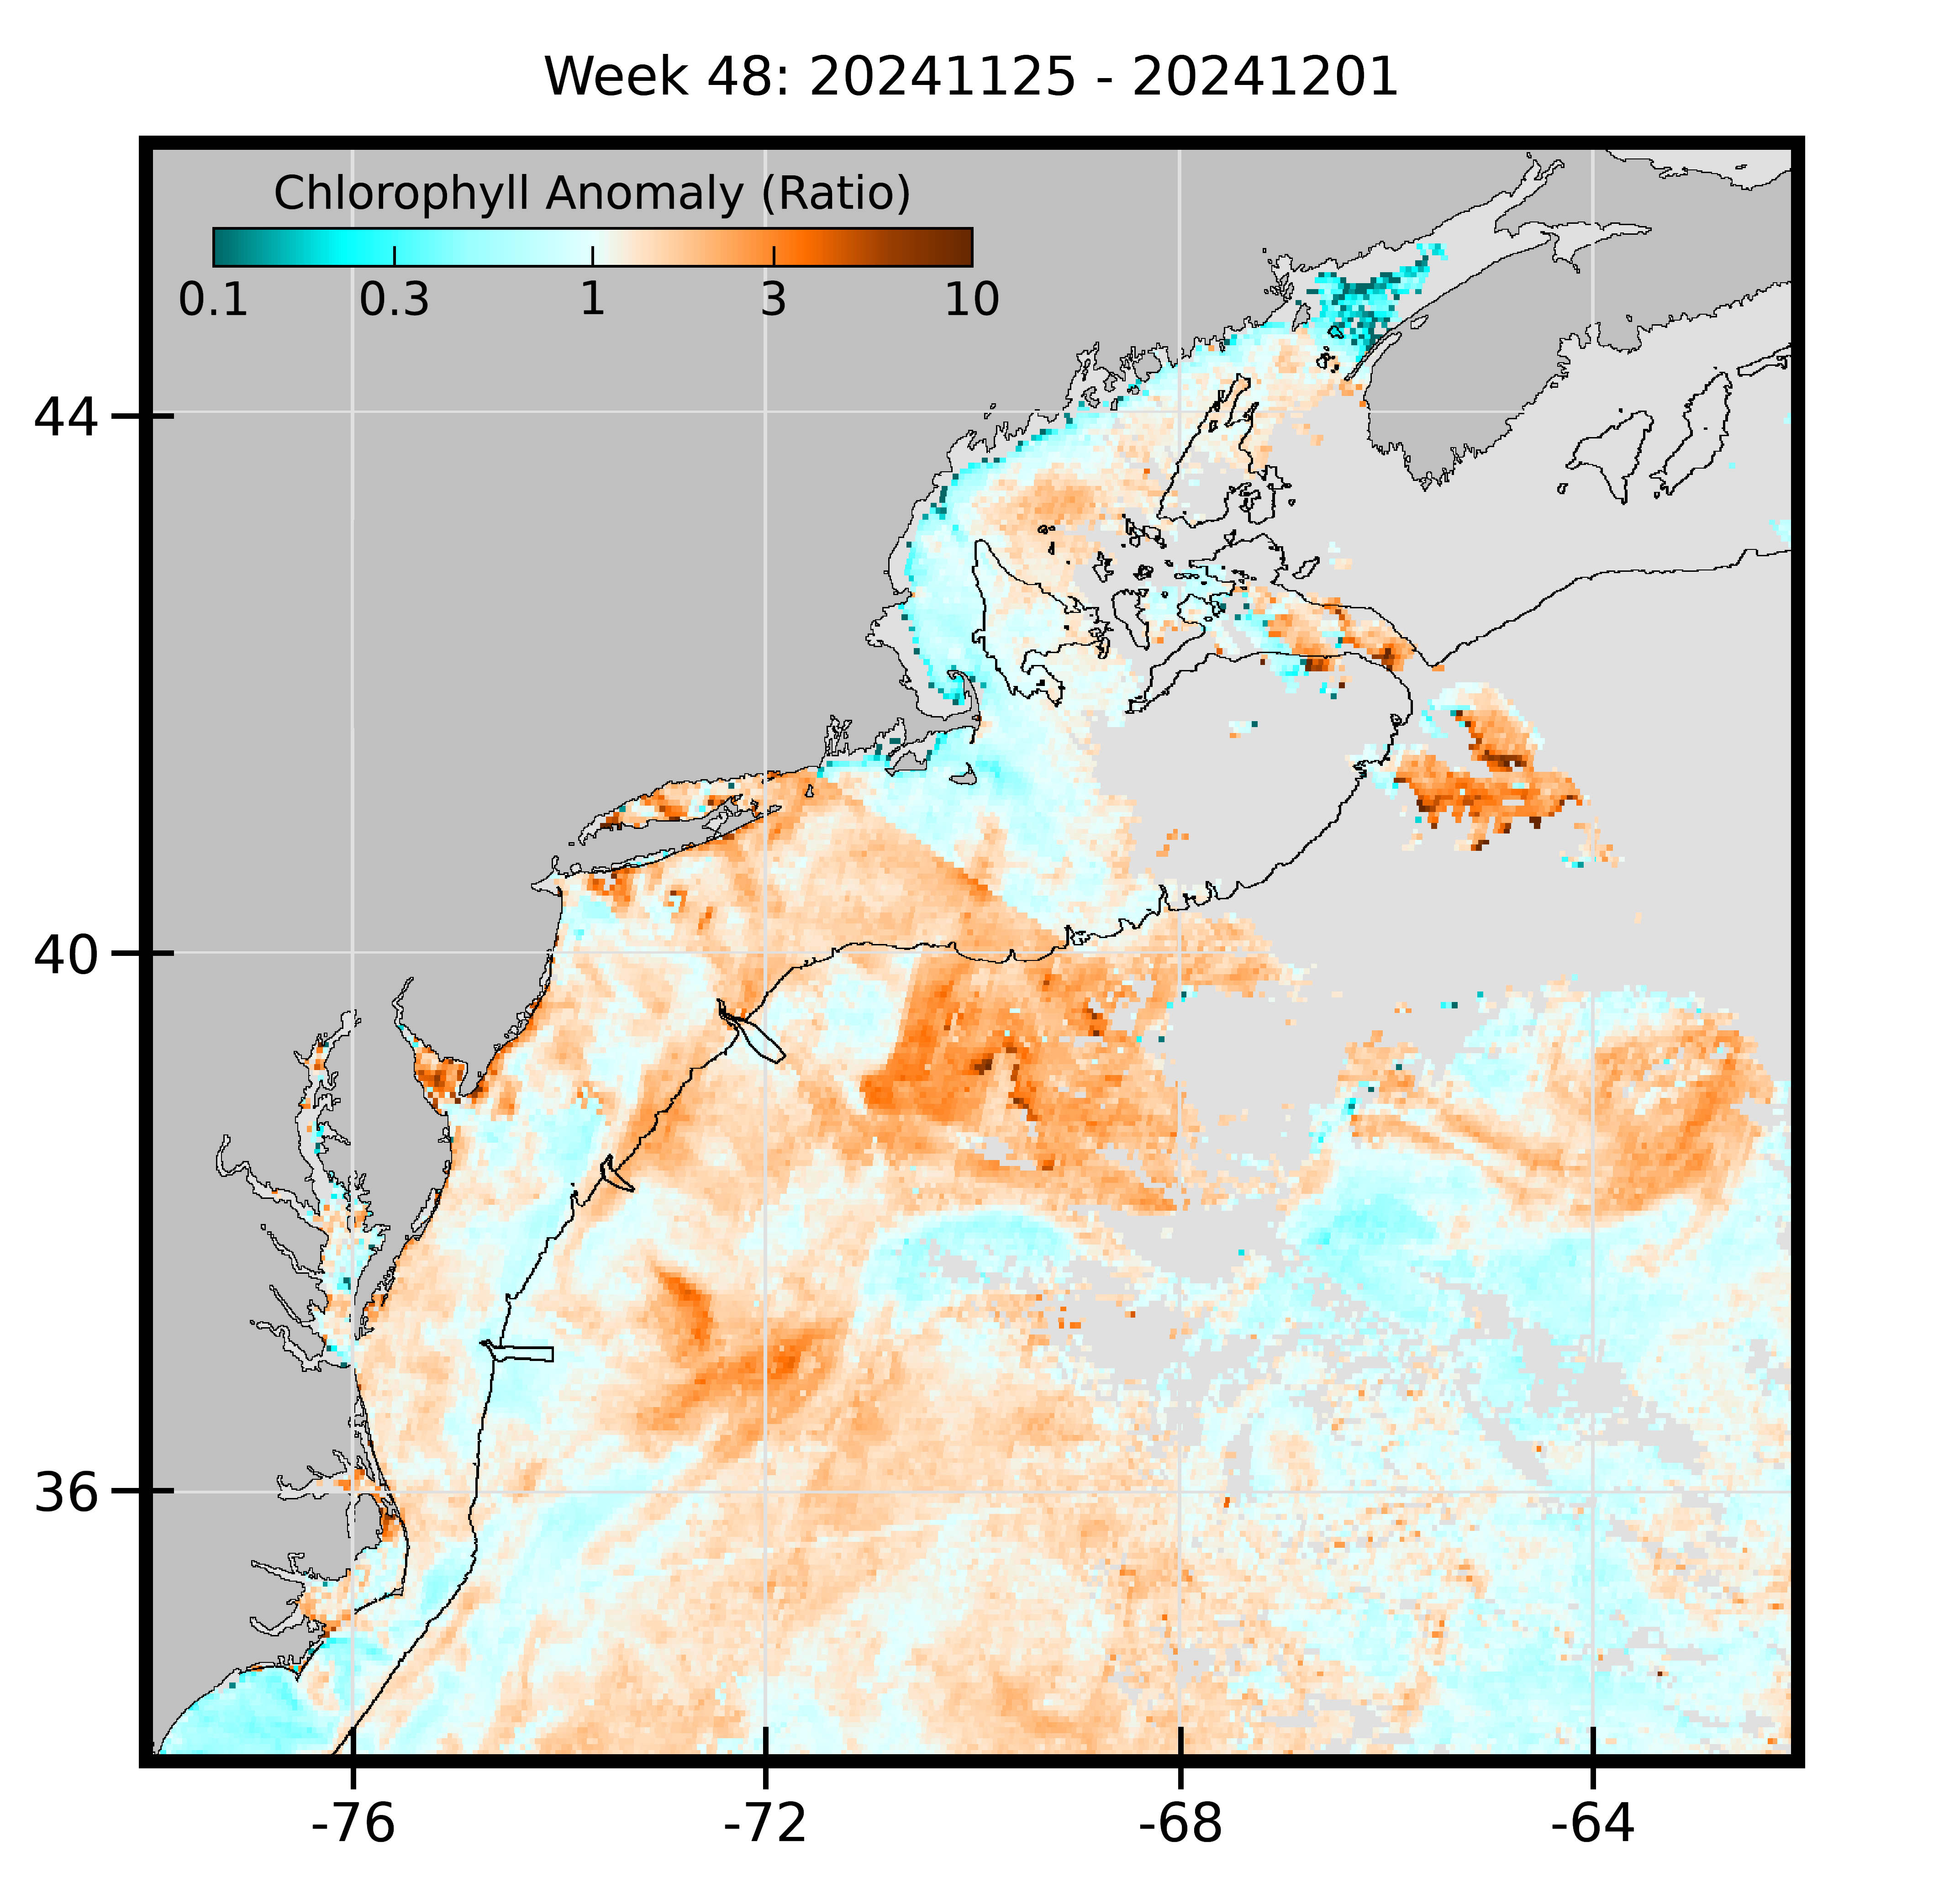 Week 48: 20241125 - 20241201
Chlorophyll Anomaly (Ratio)
0.1 0.3 1 3 10
44
40
36
-76 -72 -68 -64